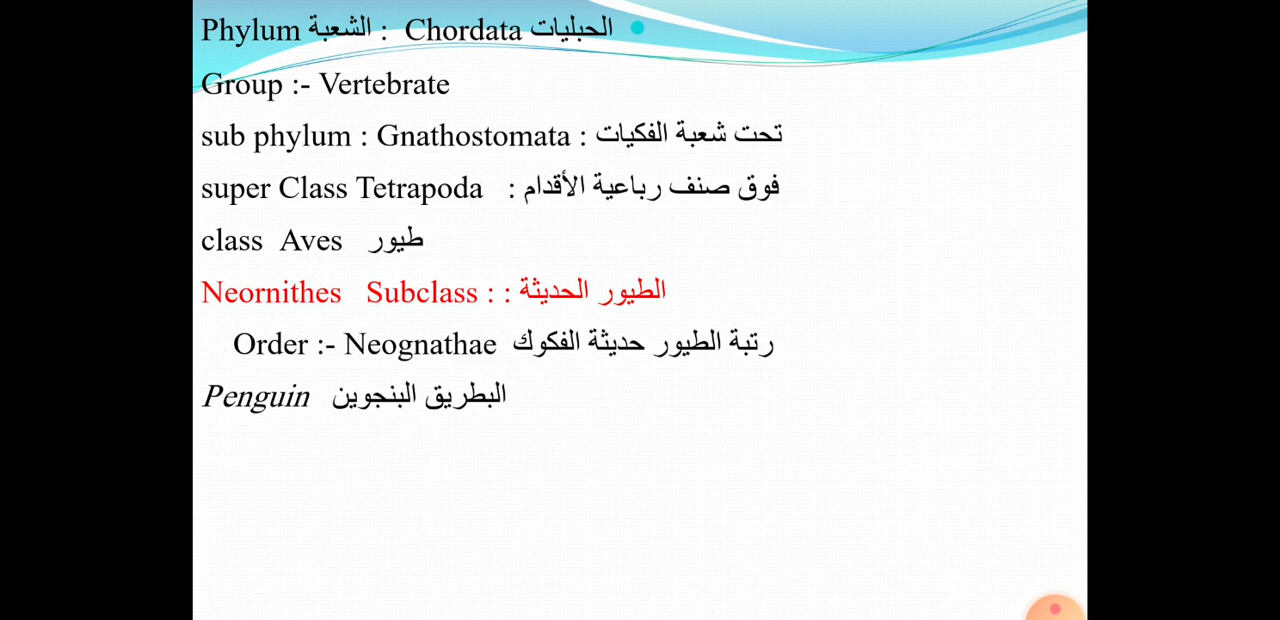 Phylum الشعبة : Chordata الحبليات
Group :- Vertebrate
sub phylum : Gnathostomata : تحت شعبة الفكيات
super Class Tetrapoda : فوق صنف رباعية الأقدام
class Aves طيور
Neornithes Subclass : : الطيور الحديثة
Order :- Neognathae رتبة الطيور حديثة الفكوك
Penguin البطريق البنجوين